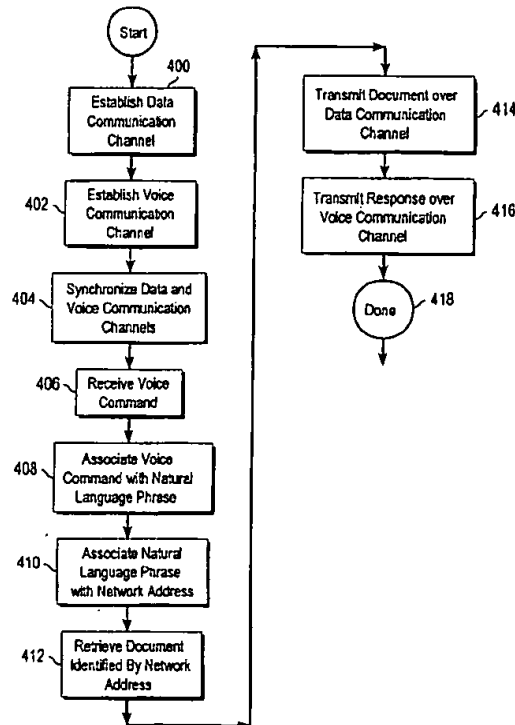 Start
400
Establish Data
Communication
Channel
402
Establish Voice
Communication
Channel
404
Synchronize Data and
Voice Communication
Channels
406
Receive Voice
Command
408
Associate Voice
Command with Natural
Language Phrase
410
Associate Natural
Language Phrase
with Network Address
412
Retrieve Document
Identified By Network
Address
Transmit Document over
Data Communication
Channel
414
Transmit Response over
Voice Communication
Channel
416
Done
418